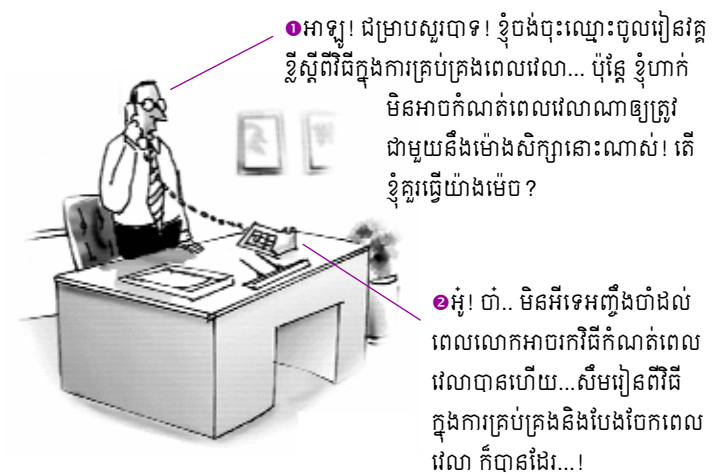 ❶អាឡូ! ជម្រាបសួរបាទ! ខ្ញុំចង់ចុះឈ្មោះចូលរៀនវគ្គ
ខ្លីស្ដីពីវិធីក្នុងការគ្រប់គ្រងពេលវេលា... ប៉ុន្តែ ខ្ញុំហាក់
មិនអាចកំណត់ពេលវេលាណាឲ្យត្រូវ
ជាមួយនឹងម៉ោងសិក្សានោះណាស់! តើ
ខ្ញុំគួរធ្វើយ៉ាងម៉េច?
❷អូ៎! ចា៎.. មិនអីទេអញ្ចឹងចាំដល់
ពេលលោកអាចរកវិធីកំណត់ពេល
វេលាបានហើយ...សឹមរៀនពីវិធី
ក្នុងការគ្រប់គ្រងនិងបែងចែកពេល
វេលា ក៏បានដែរ...!